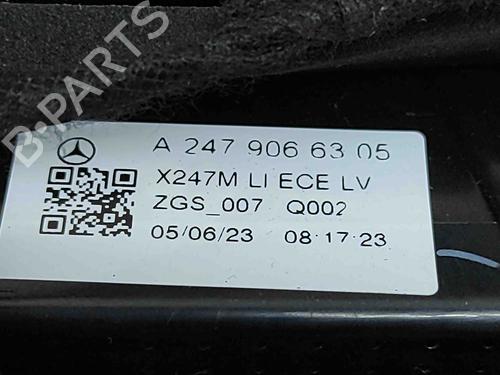 B-PARTS
A 247 906 63 05
X247M LI ECE LV
ZGS_007 Q002
05/06/23 08:17:23